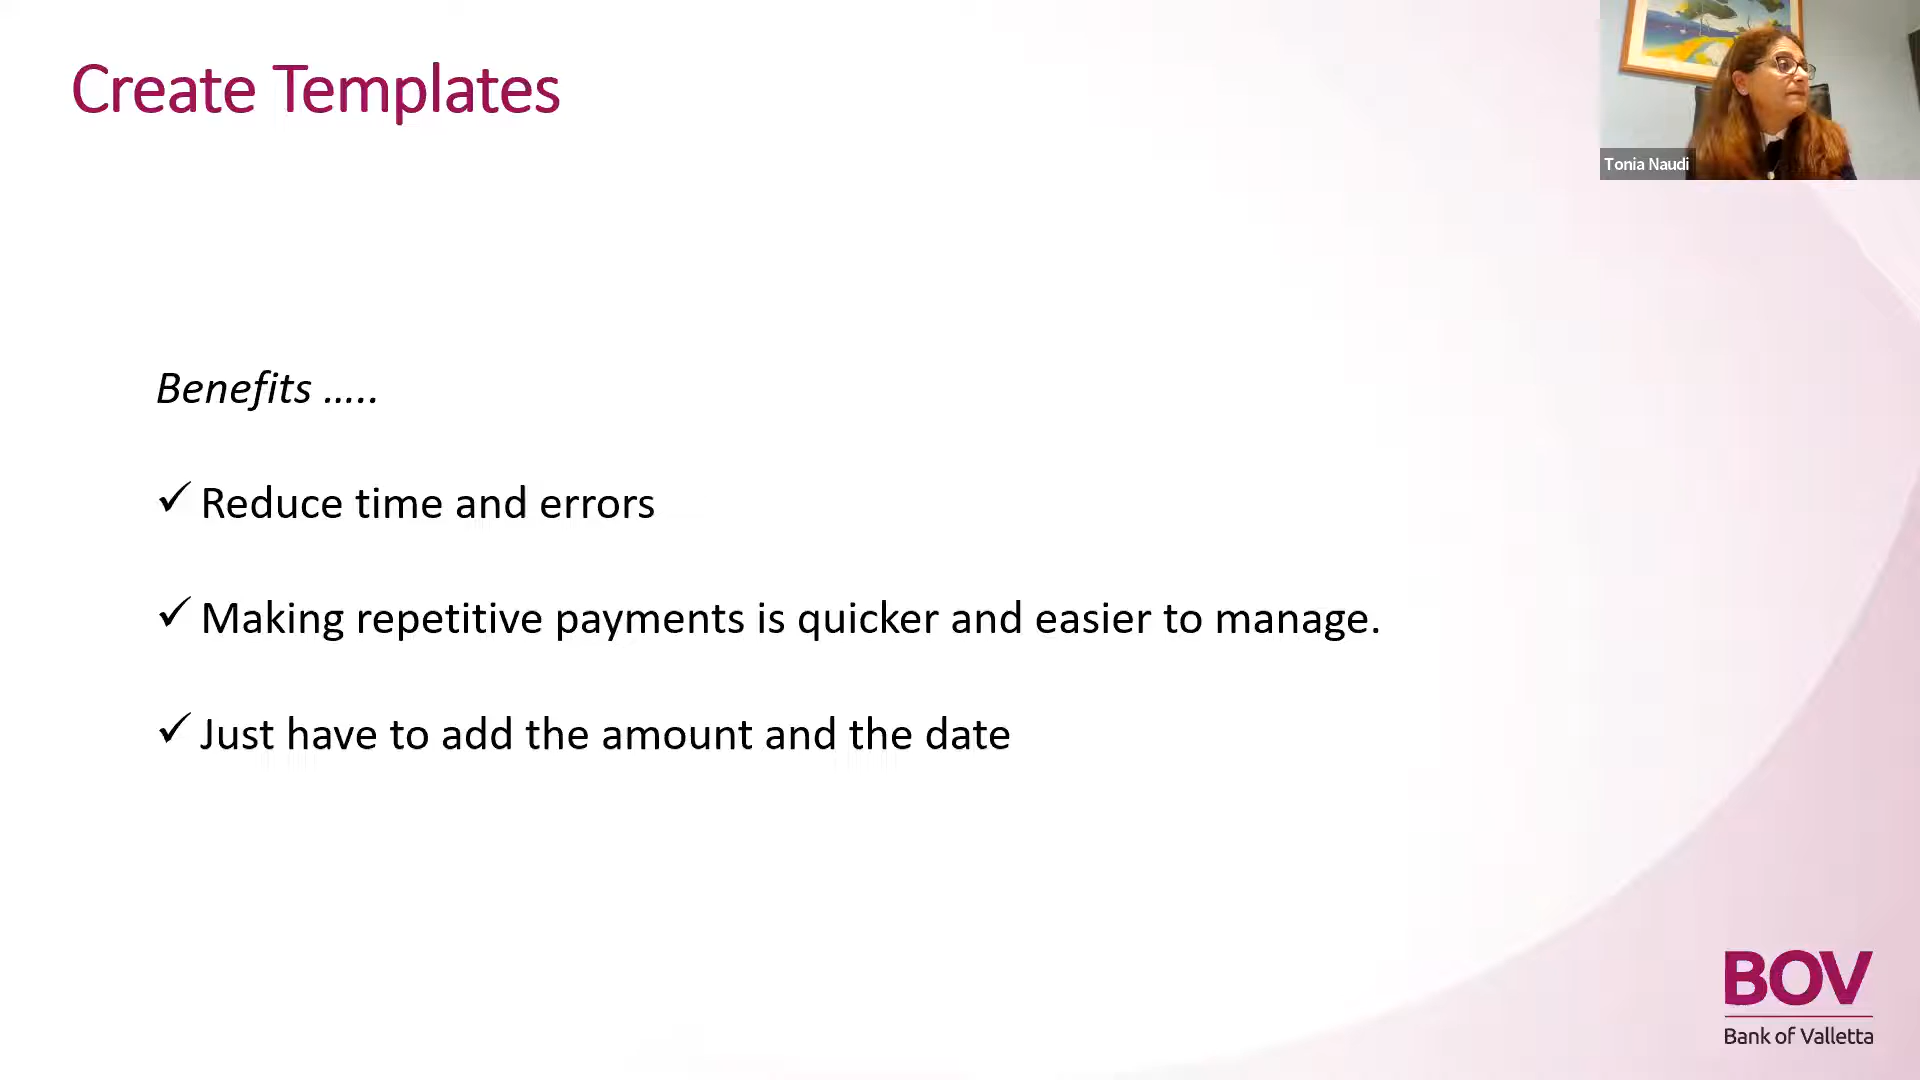 Create Templates
Tonia Naudi
Benefits .....
✓ Reduce time and errors
✓ Making repetitive payments is quicker and easier to manage.
✓ Just have to add the amount and the date
BOV
Bank of Valletta